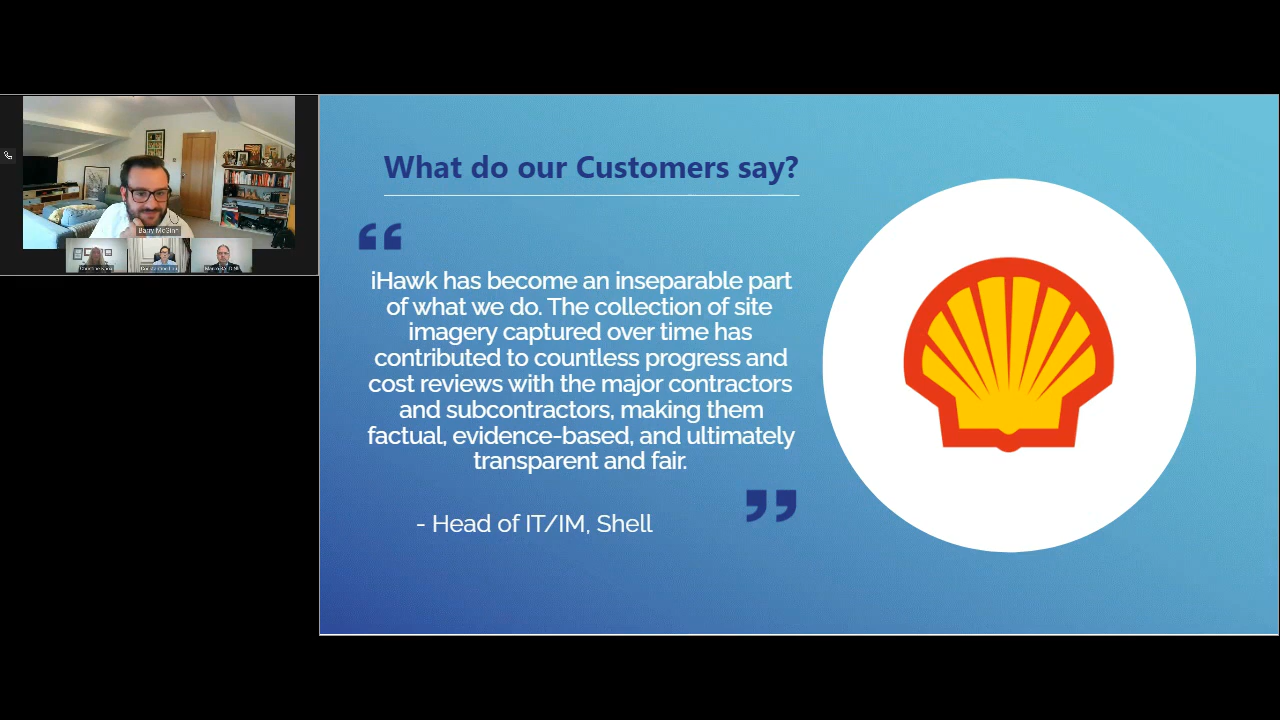 Barry McGinn
What do our Customers say?
“
iHawk has become an inseparable part
of what we do. The collection of site
imagery captured over time has
contributed to countless progress and
cost reviews with the major contractors
and subcontractors, making them
factual, evidence-based, and ultimately
transparent and fair.
”
- Head of IT/IM, Shell